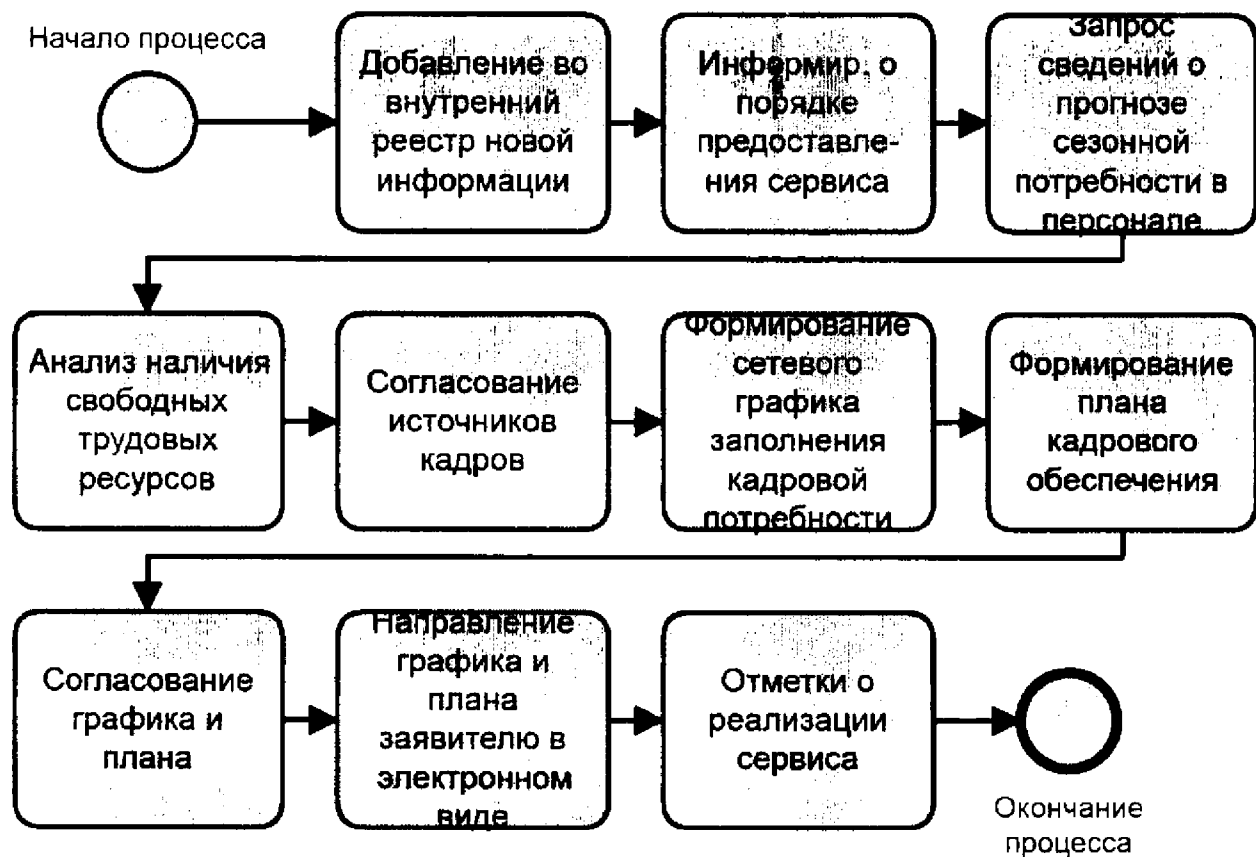 Начало процесса
Добавление во
внутренний
реестр новой
информации
Информир. о
порядке
предоставле-
ния сервиса
Запрос
сведений о
прогнозе
сезонной
потребности в
персонале
Анализ наличия
свободных
трудовых
ресурсов
Согласование
источников
кадров
Формирование
сетевого
графика
заполнения
кадровой
потребности
Формирование
плана
кадрового
обеспечения
Согласование
графика и
плана
Направление
графика и
плана
заявителю в
электронном
виде
Отметки о
реализации
сервиса
Окончание
процесса